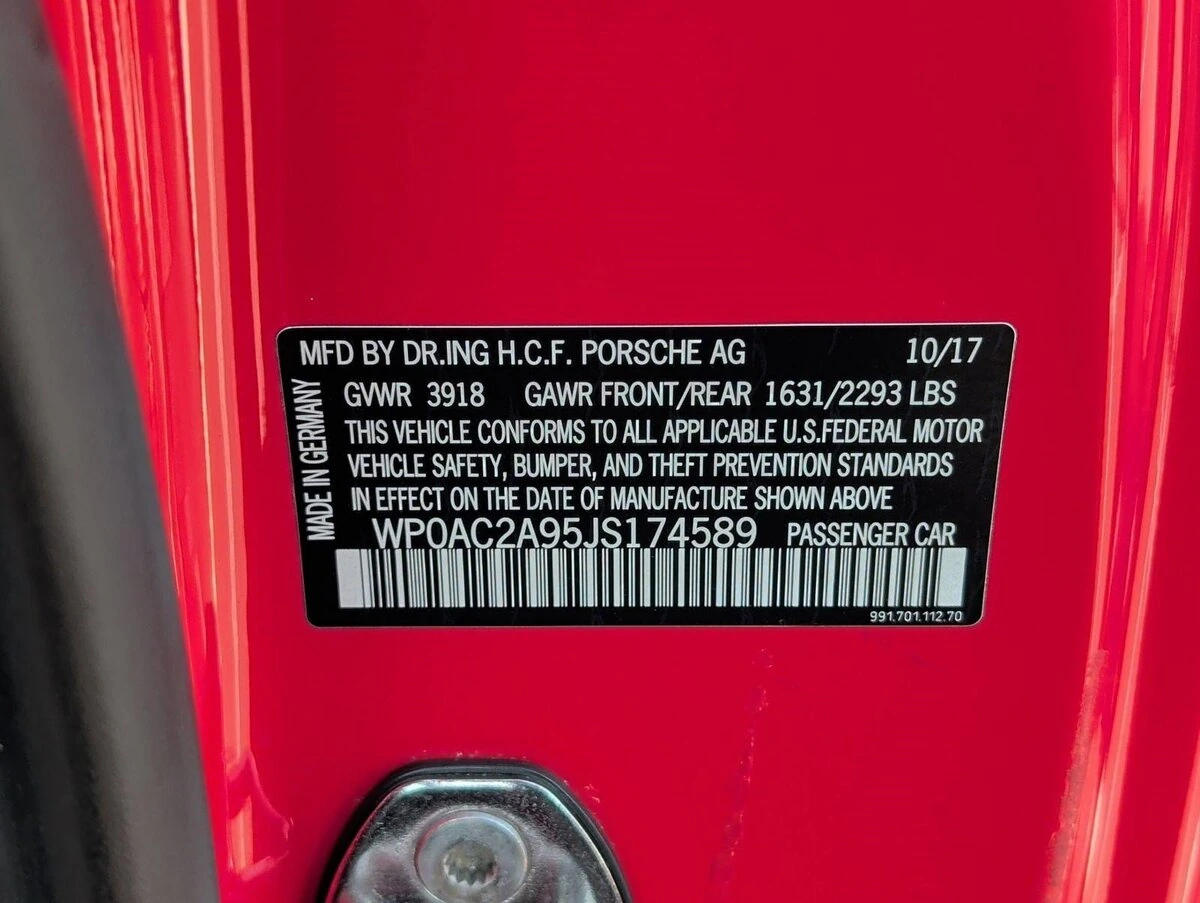 MFD BY DR.ING H.C.F. PORSCHE AG 10/17
GVWR 3918 GAWR FRONT/REAR 1631/2293 LBS
THIS VEHICLE CONFORMS TO ALL APPLICABLE U.S.FEDERAL MOTOR
VEHICLE SAFETY, BUMPER, AND THEFT PREVENTION STANDARDS
IN EFFECT ON THE DATE OF MANUFACTURE SHOWN ABOVE
WP0AC2A95JS174589 PASSENGER CAR
991.701.112.70
MADE IN GERMANY